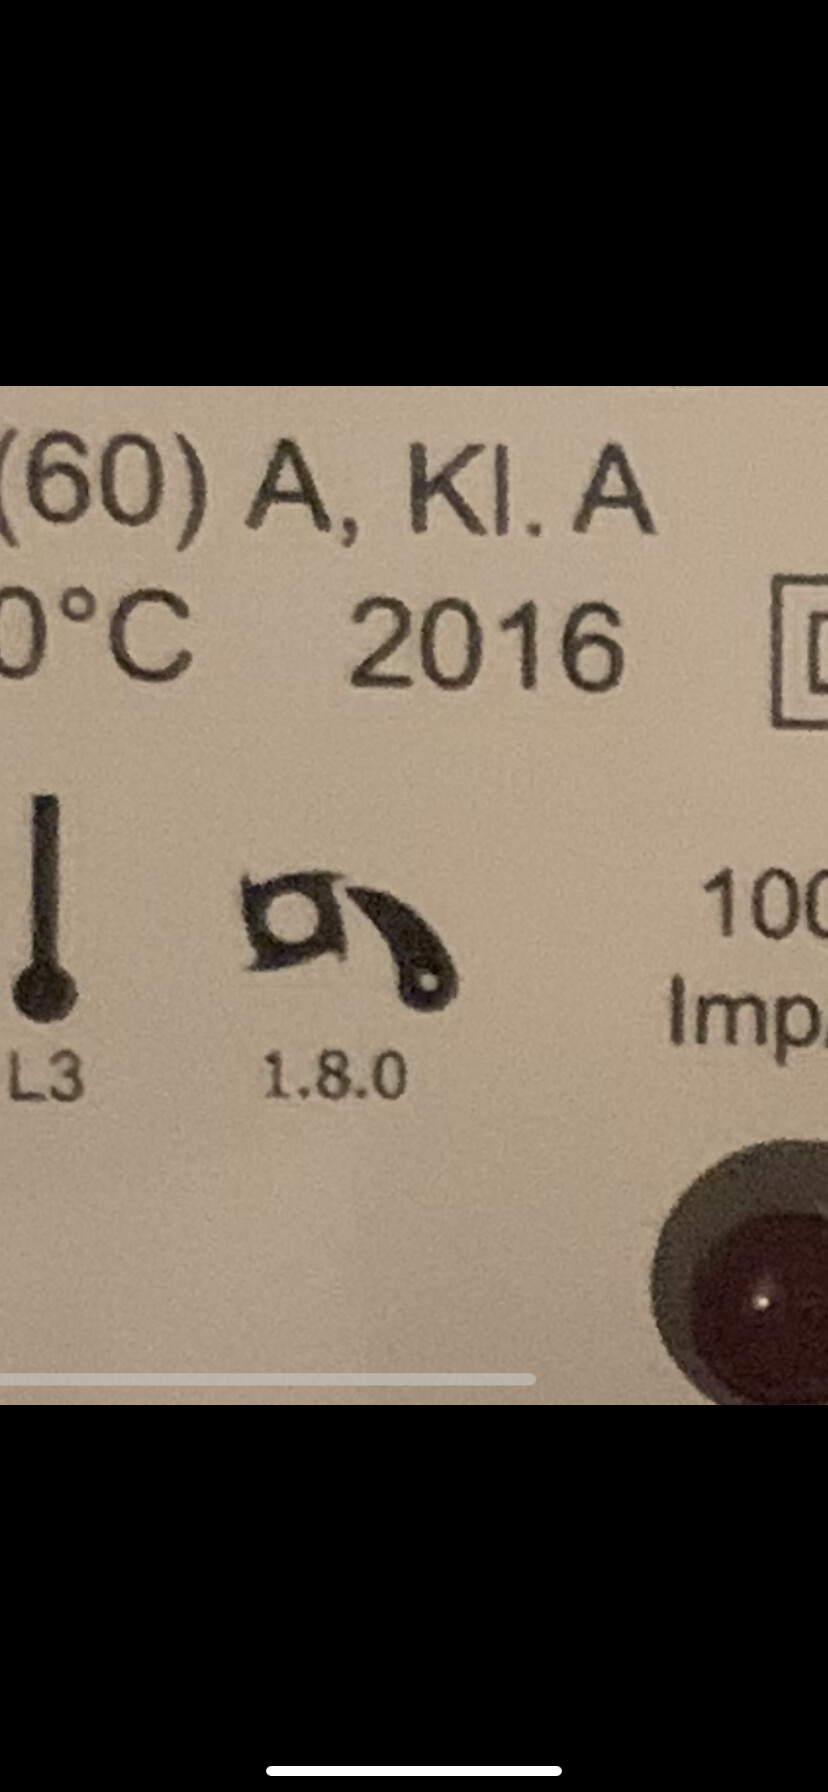 (60) A, Kl. A
0°C 2016
100
Imp
L3 1.8.0